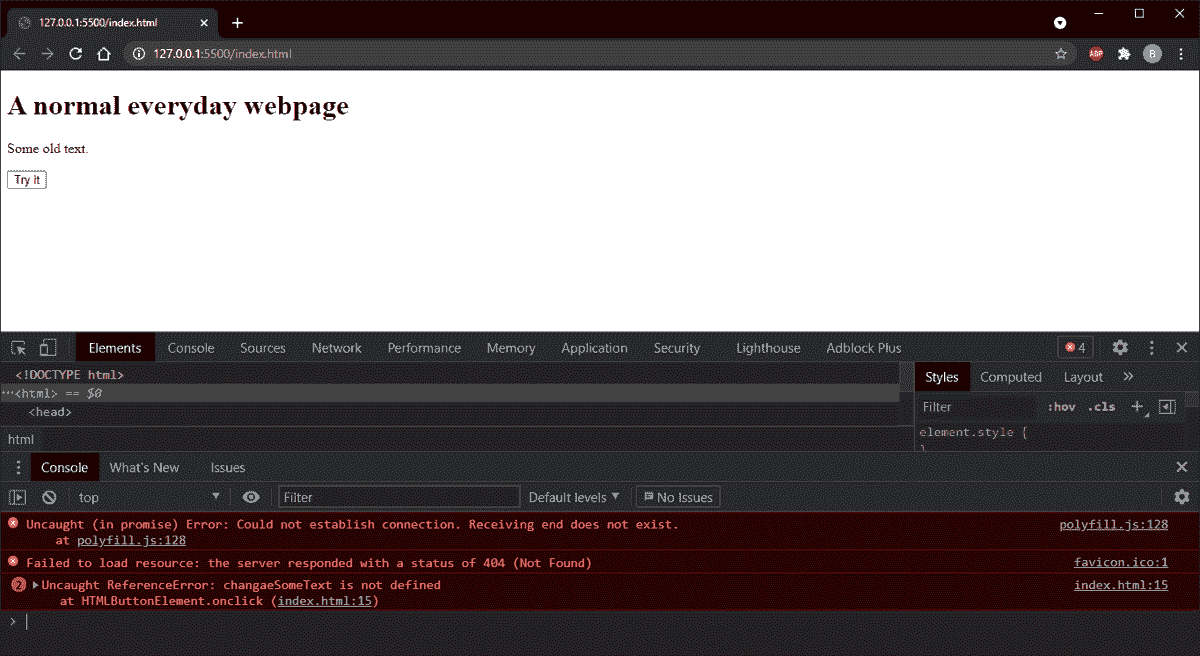 127.0.0.1:5500/index.html
127.0.0.1:5500/index.html ABP B
A normal everyday webpage
Some old text.
Try it
Elements Console Sources Network Performance Memory Application Security Lighthouse Adblock Plus 4
<!DOCTYPE html>
Styles Computed Layout »
···<html> == $0
<head>
Filter :hov .cls +
html
element.style {
}
Console What's New Issues
top ▼ Filter Default levels ▼ No Issues
Uncaught (in promise) Error: Could not establish connection. Receiving end does not exist. polyfill.js:128
at polyfill.js:128
Failed to load resource: the server responded with a status of 404 (Not Found) favicon.ico:1
2 ▶Uncaught ReferenceError: changaeSomeText is not defined index.html:15
at HTMLButtonElement.onclick (index.html:15)
>